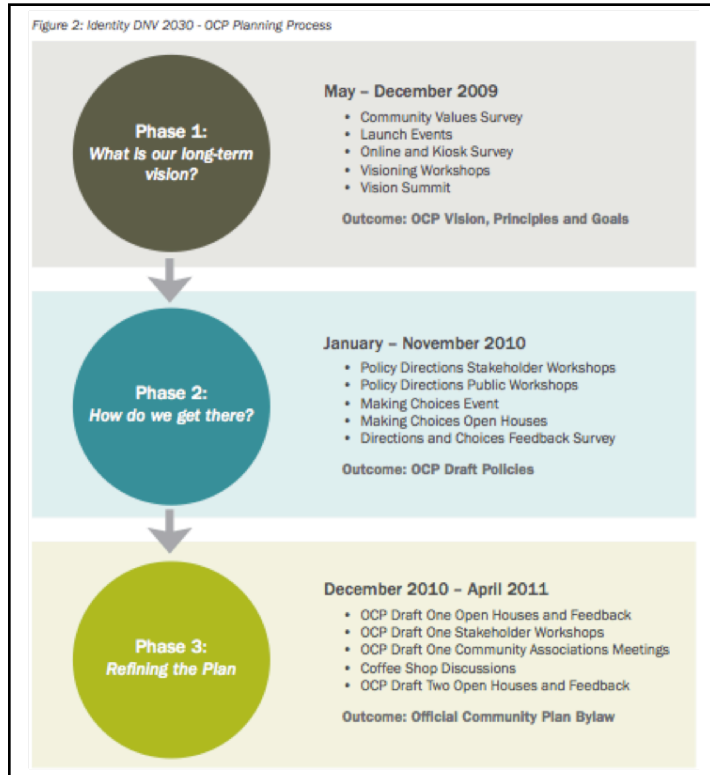 Figure 2: Identity DNV 2030 - OCP Planning Process
Phase 1:
What is our long-term
vision?
May – December 2009
• Community Values Survey
• Launch Events
• Online and Kiosk Survey
• Visioning Workshops
• Vision Summit
Outcome: OCP Vision, Principles and Goals
Phase 2:
How do we get there?
January – November 2010
• Policy Directions Stakeholder Workshops
• Policy Directions Public Workshops
• Making Choices Event
• Making Choices Open Houses
• Directions and Choices Feedback Survey
Outcome: OCP Draft Policies
Phase 3:
Refining the Plan
December 2010 – April 2011
• OCP Draft One Open Houses and Feedback
• OCP Draft One Stakeholder Workshops
• OCP Draft One Community Associations Meetings
• Coffee Shop Discussions
• OCP Draft Two Open Houses and Feedback
Outcome: Official Community Plan Bylaw